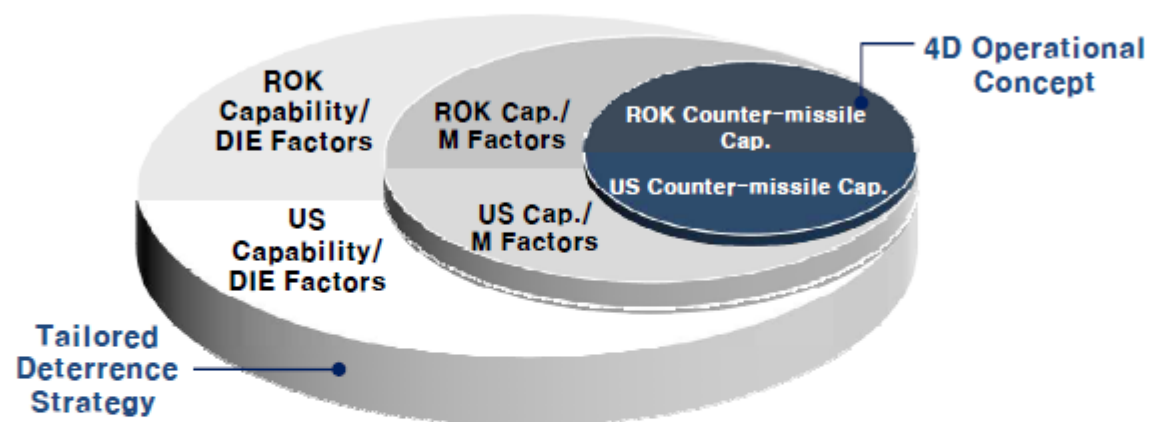 ROK
Capability/
DIE Factors
ROK Cap./
M Factors
ROK Counter-missile
Cap.
4D Operational
Concept
US Counter-missile Cap.
US
Capability/
DIE Factors
US Cap./
M Factors
Tailored
Deterrence
Strategy